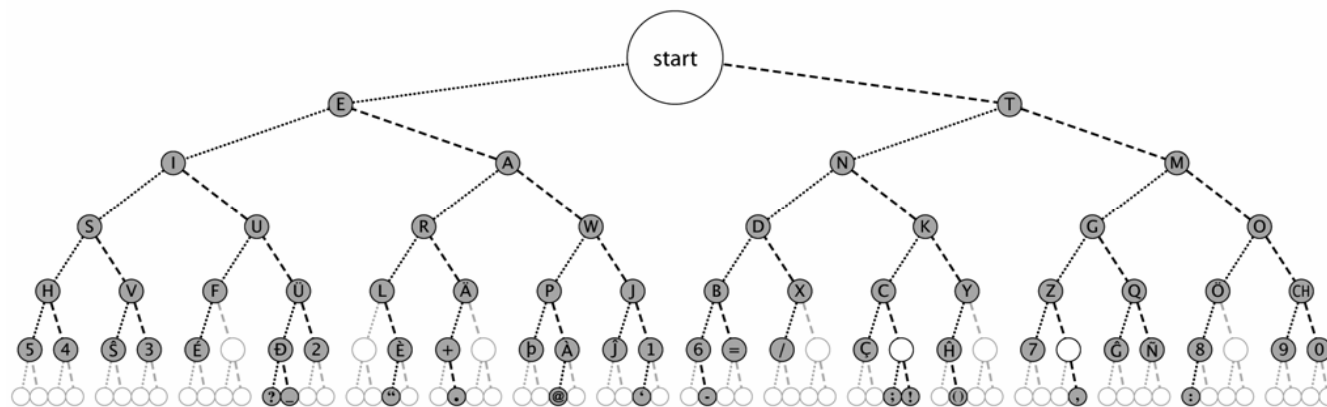 start
E T
I A N M
S U R W D K G O
H V F Ü L Ä P J B X C Y Z Q Ö CH
5 4 Ŝ 3 É Đ 2 È + þ À Ĵ 1 6 = / Ç Ĥ 7 Ĝ Ñ 8 9 0
? _ “ . @ ‘ - ; ! () , :